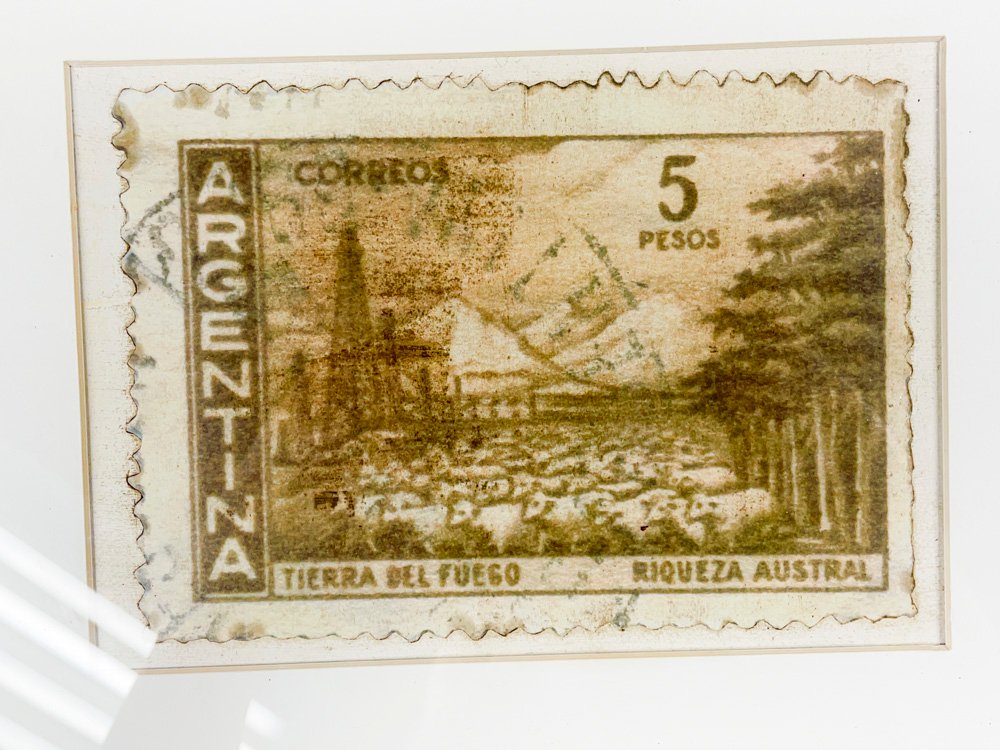 ARGENTINA
CORREOS
5
PESOS
TIERRA DEL FUEGO
RIQUEZA AUSTRAL